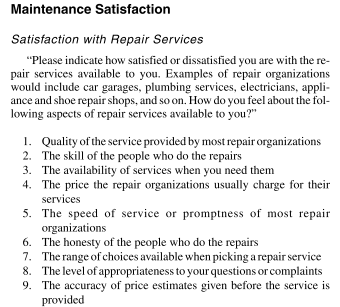 Maintenance Satisfaction
Satisfaction with Repair Services
“Please indicate how satisfied or dissatisfied you are with the re-
pair services available to you. Examples of repair organizations
would include car garages, plumbing services, electricians, appli-
ance and shoe repair shops, and so on. How do you feel about the fol-
lowing aspects of repair services available to you?”
1. Quality of the service provided by most repair organizations
2. The skill of the people who do the repairs
3. The availability of services when you need them
4. The price the repair organizations usually charge for their
services
5. The speed of service or promptness of most repair
organizations
6. The honesty of the people who do the repairs
7. The range of choices available when picking a repair service
8. The level of appropriateness to your questions or complaints
9. The accuracy of price estimates given before the service is
provided